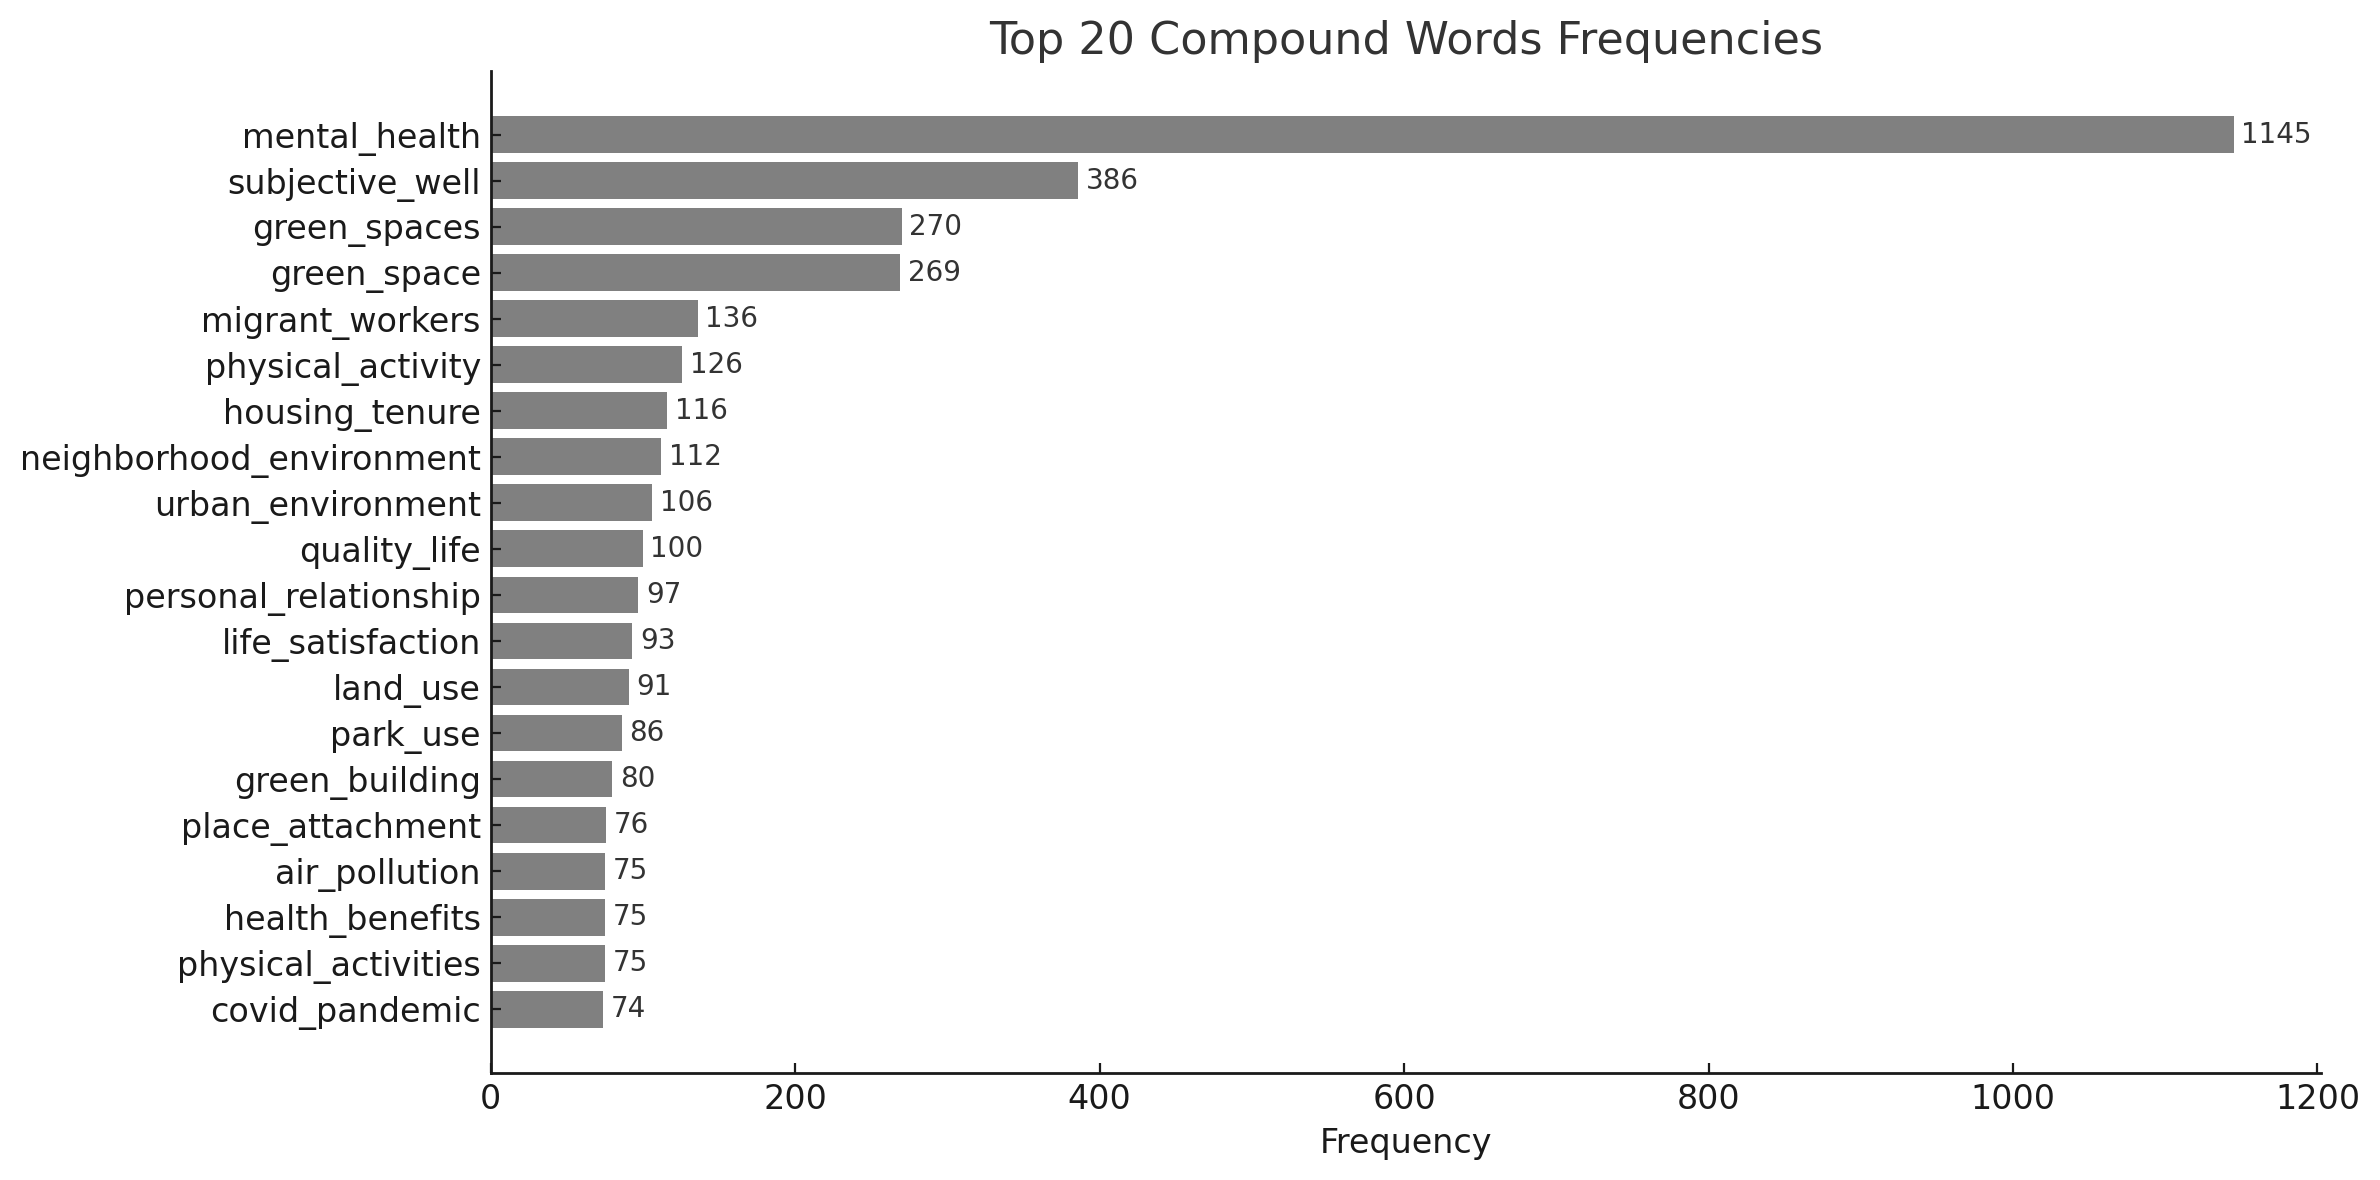 Top 20 Compound Words Frequencies
mental_health 1145
subjective_well 386
green_spaces 270
green_space 269
migrant_workers 136
physical_activity 126
housing_tenure 116
neighborhood_environment 112
urban_environment 106
quality_life 100
personal_relationship 97
life_satisfaction 93
land_use 91
park_use 86
green_building 80
place_attachment 76
air_pollution 75
health_benefits 75
physical_activities 75
covid_pandemic 74
0 200 400 600 800 1000 1200
Frequency